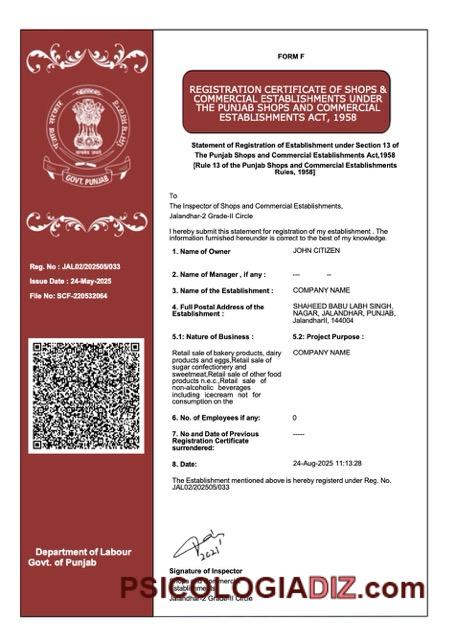 FORM F
REGISTRATION CERTIFICATE OF SHOPS &
COMMERCIAL ESTABLISHMENTS UNDER
THE PUNJAB SHOPS AND COMMERCIAL
ESTABLISHMENTS ACT, 1958
Statement of Registration of Establishment under Section 13 of
The Punjab Shops and Commercial Establishments Act,1958
[Rule 13 of the Punjab Shops and Commercial Establishments
Rules, 1958]
GOVT. PUNJAB
To
The Inspector of Shops and Commercial Establishments,
Jalandhar-2 Grade-II Circle
I hereby submit this statement for registration of my establishment . The
information furnished hereunder is correct to the best of my knowledge.
Reg. No : JAL02/202505/033
Issue Date : 24-May-2025
File No: SCF-220532064
1. Name of Owner JOHN CITIZEN
2. Name of Manager , if any : --- --
3. Name of the Establishment : COMPANY NAME
4. Full Postal Address of the
Establishment :
SHAHEED BABU LABH SINGH,
NAGAR, JALANDHAR, PUNJAB,
JalandharII, 144004
5.1: Nature of Business : 5.2: Project Purpose :
Retail sale of bakery products, dairy
products and eggs,Retail sale of
sugar confectionery and
sweetmeat,Retail sale of other food
products n.e.c.,Retail sale of
non-alcoholic beverages
including icecream not for
consumption on the
COMPANY NAME
6. No. of Employees if any: 0
7. No and Date of Previous
Registration Certificate
surrendered:
-----
8. Date: 24-Aug-2025 11:13:28
The Establishment mentioned above is hereby registerd under Reg. No.
JAL02/202505/033
2021
Signature of Inspector
Shops and Commercial
Establishments
Jalandhar-2 Grade-II Circle
Department of Labour
Govt. of Punjab
PSICOLOGIADIZ.com